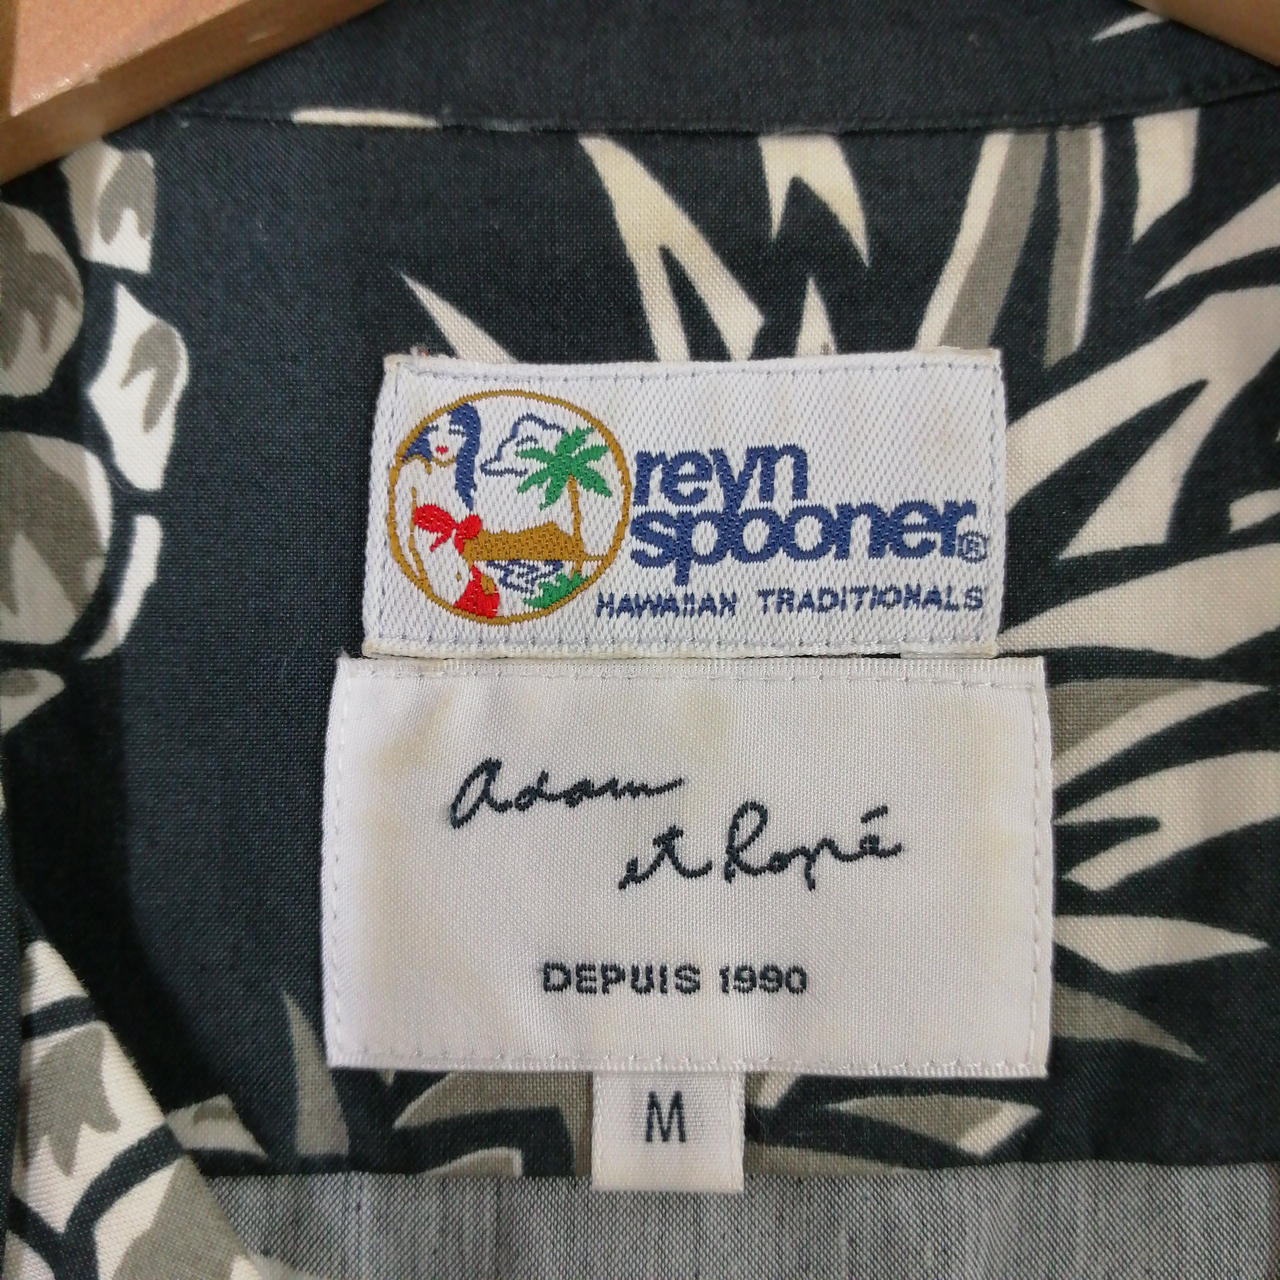 reyn
spooner®
HAWAIIAN TRADITIONALS
Adam
et Ropé
DEPUIS 1990
M